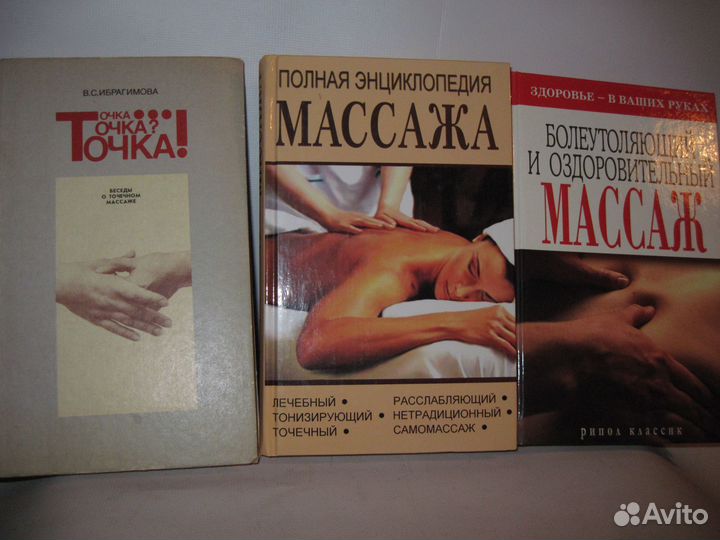 В.С.ИБРАГИМОВА
ТОЧКА...
ТОЧКА?
ТОЧКА!
БЕСЕДЫ
О ТОЧЕЧНОМ
МАССАЖЕ
ПОЛНАЯ ЭНЦИКЛОПЕДИЯ
МАССАЖА
ЛЕЧЕБНЫЙ •
ТОНИЗИРУЮЩИЙ •
ТОЧЕЧНЫЙ •
РАССЛАБЛЯЮЩИЙ •
НЕТРАДИЦИОННЫЙ •
САМОМАССАЖ •
ЗДОРОВЬЕ – В ВАШИХ РУКАХ
БОЛЕУТОЛЯЮЩИЙ
И ОЗДОРОВИТЕЛЬНЫЙ
МАССАЖ
РИПОЛ КЛАССИК
Avito